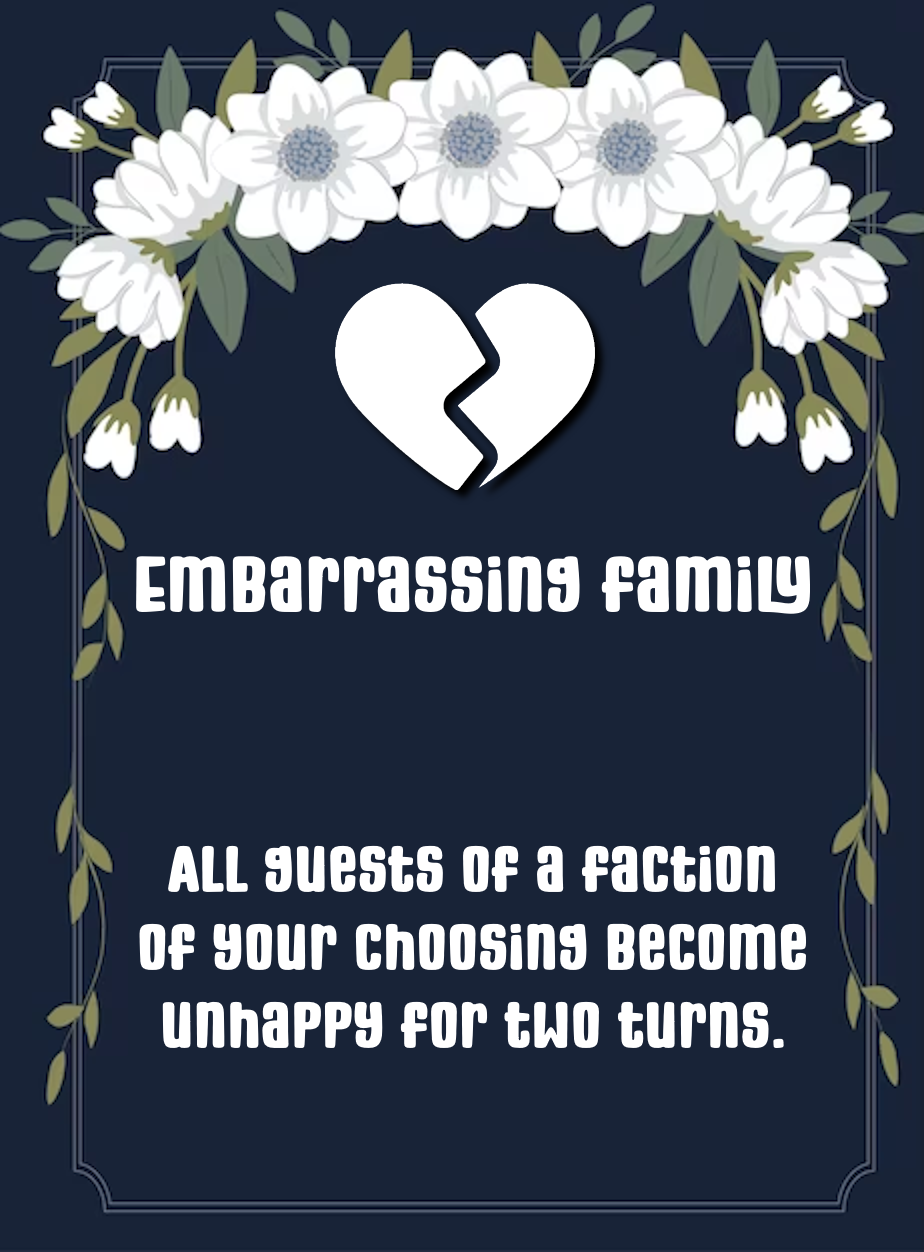 Embarrassing family
All guests of a faction
of your choosing become
unhappy for two turns.